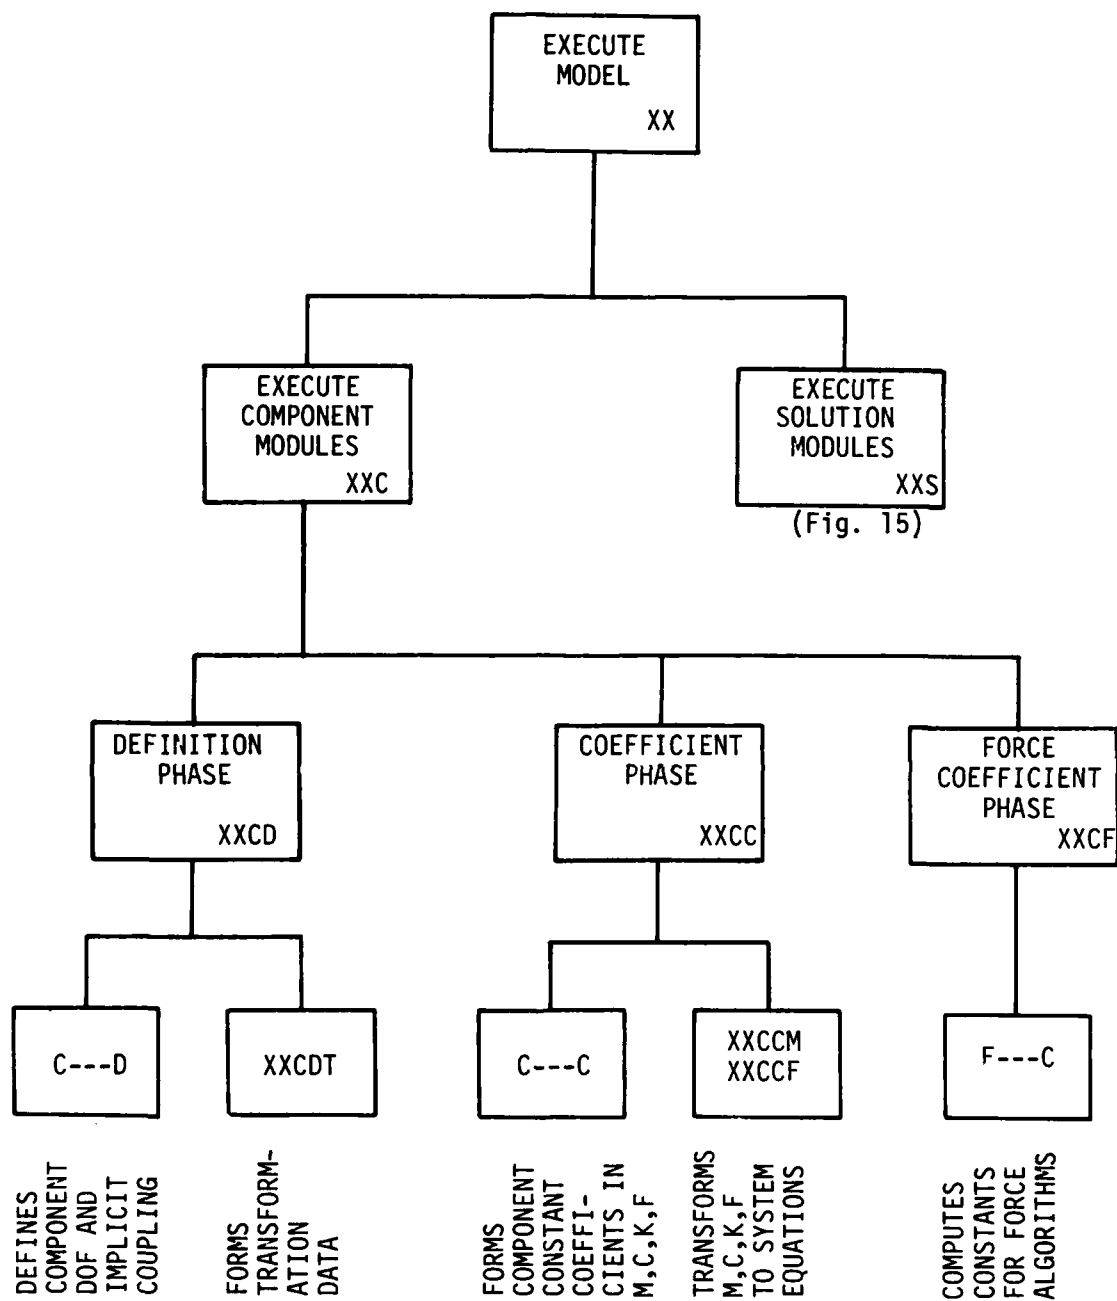 EXECUTE
MODEL
XX
EXECUTE
COMPONENT
MODULES
XXC
EXECUTE
SOLUTION
MODULES
XXS
(Fig. 15)
DEFINITION
PHASE
XXCD
COEFFICIENT
PHASE
XXCC
FORCE
COEFFICIENT
PHASE
XXCF
C---D
XXCDT
C---C
XXCCM
XXCCF
F---C
DEFINES
COMPONENT
DOF AND
IMPLICIT
COUPLING
FORMS
TRANSFORM-
ATION
DATA
FORMS
COMPONENT
CONSTANT
COEFFI-
CIENTS IN
M,C,K,F
TRANSFORMS
M,C,K,F
TO SYSTEM
EQUATIONS
COMPUTES
CONSTANTS
FOR FORCE
ALGORITHMS